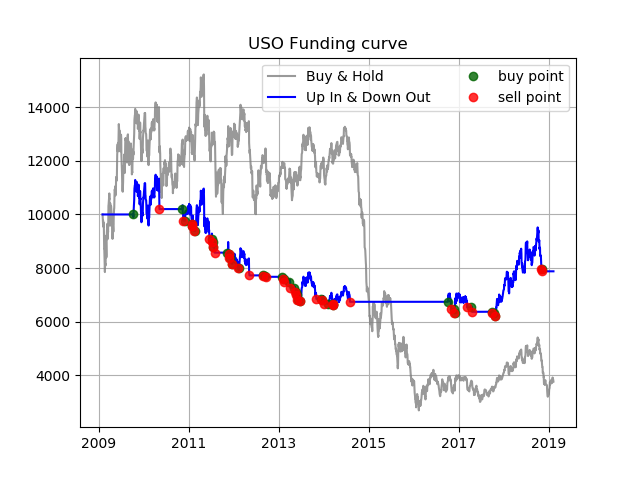 USO Funding curve
Buy & Hold
Up In & Down Out
buy point
sell point
14000
12000
10000
8000
6000
4000
2009 2011 2013 2015 2017 2019